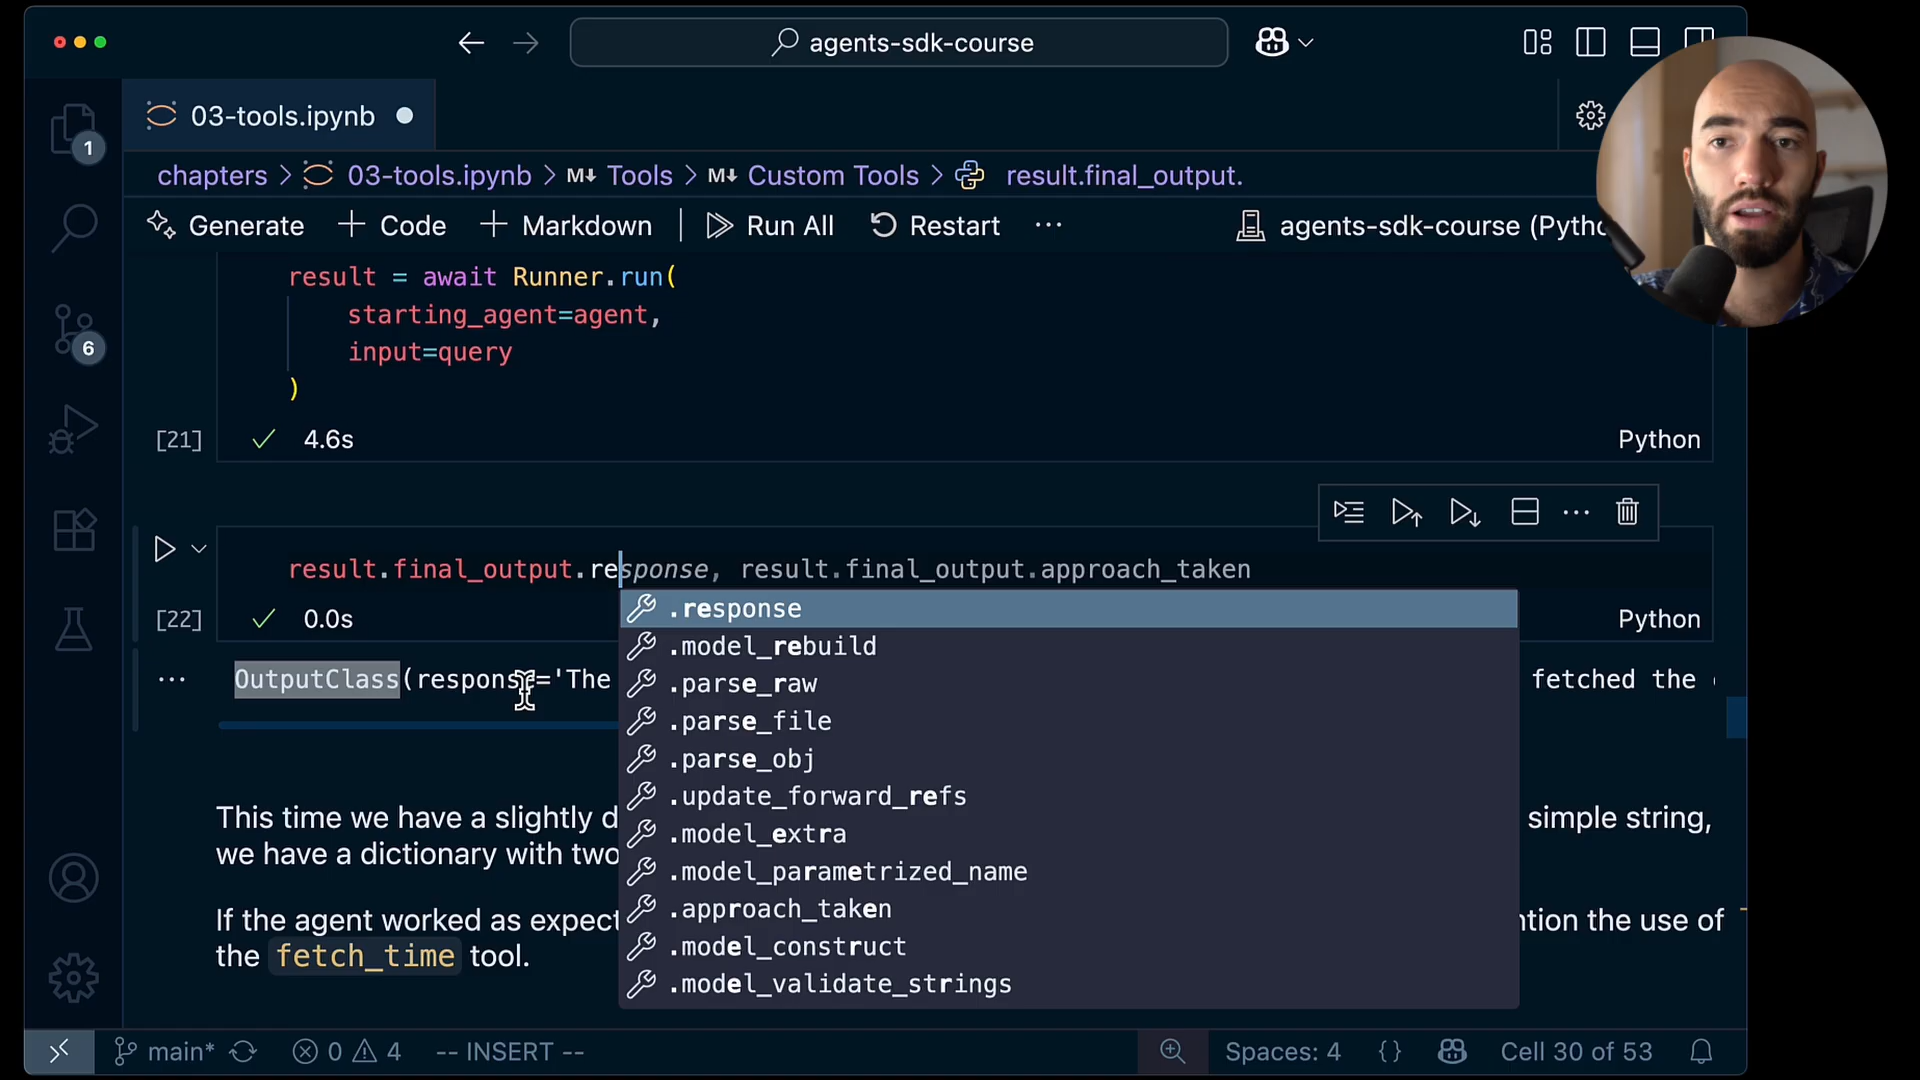 agents-sdk-course
03-tools.ipynb
1
chapters > 03-tools.ipynb > M↓ Tools > M↓ Custom Tools > result.final_output.
Generate + Code + Markdown | Run All Restart ···
agents-sdk-course (Pytho
result = await Runner.run(
starting_agent=agent,
input=query
)
6
[21] ✓ 4.6s Python
result.final_output.response, result.final_output.approach_taken
[22] ✓ 0.0s Python
.response
.model_rebuild
.parse_raw
.parse_file
.parse_obj
.update_forward_refs
.model_extra
.model_parametrized_name
.approach_taken
.model_construct
.model_validate_strings
··· OutputClass(response='The fetched the
This time we have a slightly d simple string,
we have a dictionary with two
If the agent worked as expect ntion the use of
the fetch_time tool.
main* 0 4 -- INSERT -- Spaces: 4 {} Cell 30 of 53